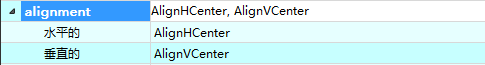 alignment AlignHCenter, AlignVCenter
水平的 AlignHCenter
垂直的 AlignVCenter